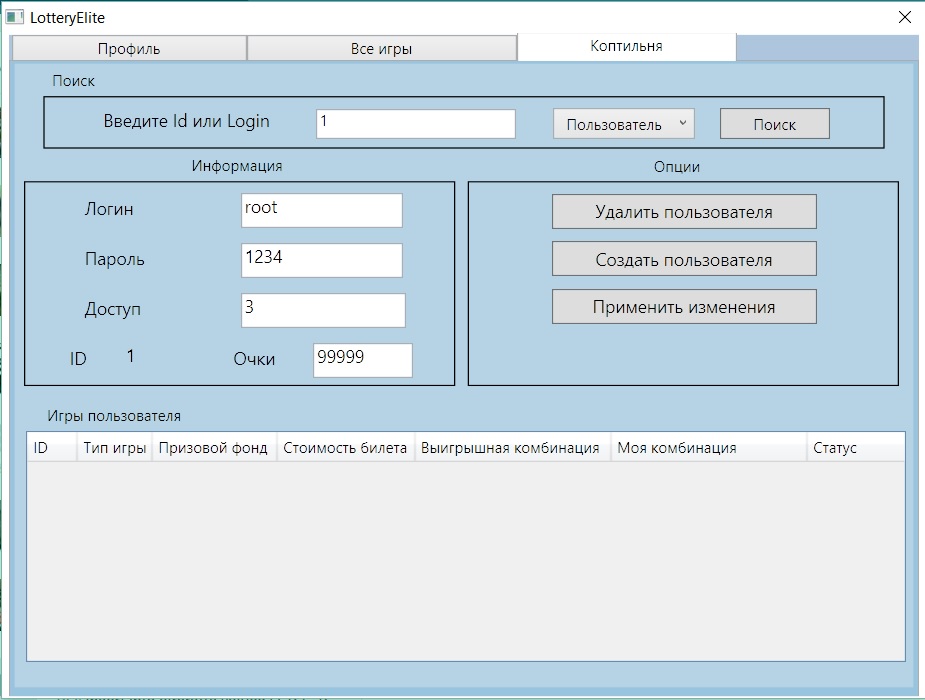 LotteryElite
Профиль Все игры Коптильня
Поиск
Введите Id или Login 1 Пользователь Поиск
Информация Опции
Логин root Удалить пользователя
Пароль 1234 Создать пользователя
Доступ 3 Применить изменения
ID 1 Очки 99999
Игры пользователя
ID Тип игры Призовой фонд Стоимость билета Выигрышная комбинация Моя комбинация Статус